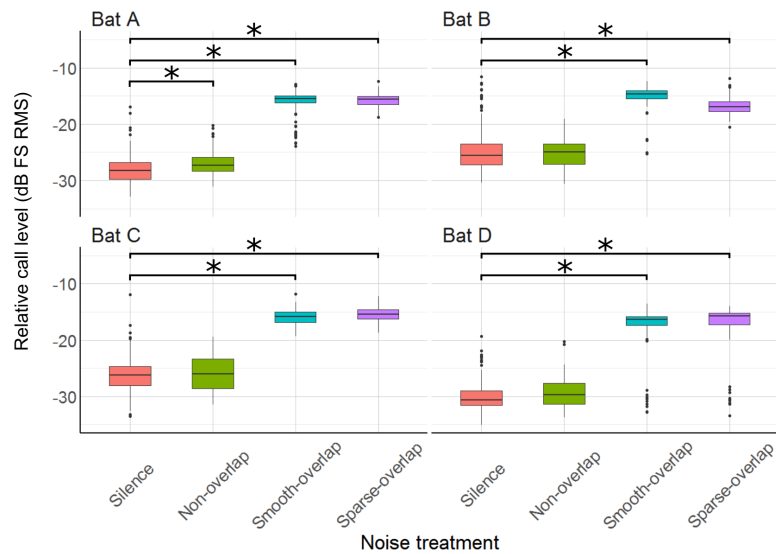 Bat A
Bat B
*
*
*
*
*
-10
-20
-30
Bat C
Bat D
*
*
*
*
-10
-20
-30
Relative call level (dB FS RMS)
Silence
Non-overlap
Smooth-overlap
Sparse-overlap
Silence
Non-overlap
Smooth-overlap
Sparse-overlap
Noise treatment